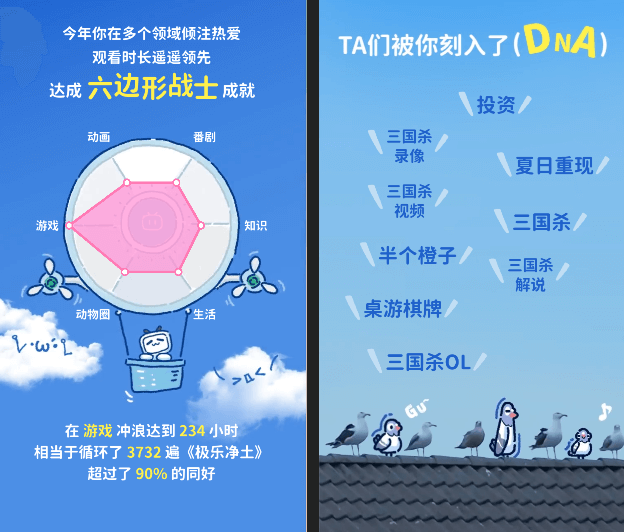 今年你在多个领域倾注热爱
观看时长遥遥领先
达成 六边形战士 成就
动画
番剧
游戏
知识
动物圈
生活
在 游戏 冲浪达到 234 小时
相当于循环了 3732 遍《极乐净土》
超过了 90% 的同好
TA们被你刻入了(DNA)
投资
三国杀
录像
夏日重现
三国杀
视频
三国杀
半个橙子
三国杀
解说
桌游棋牌
三国杀OL
Gu~